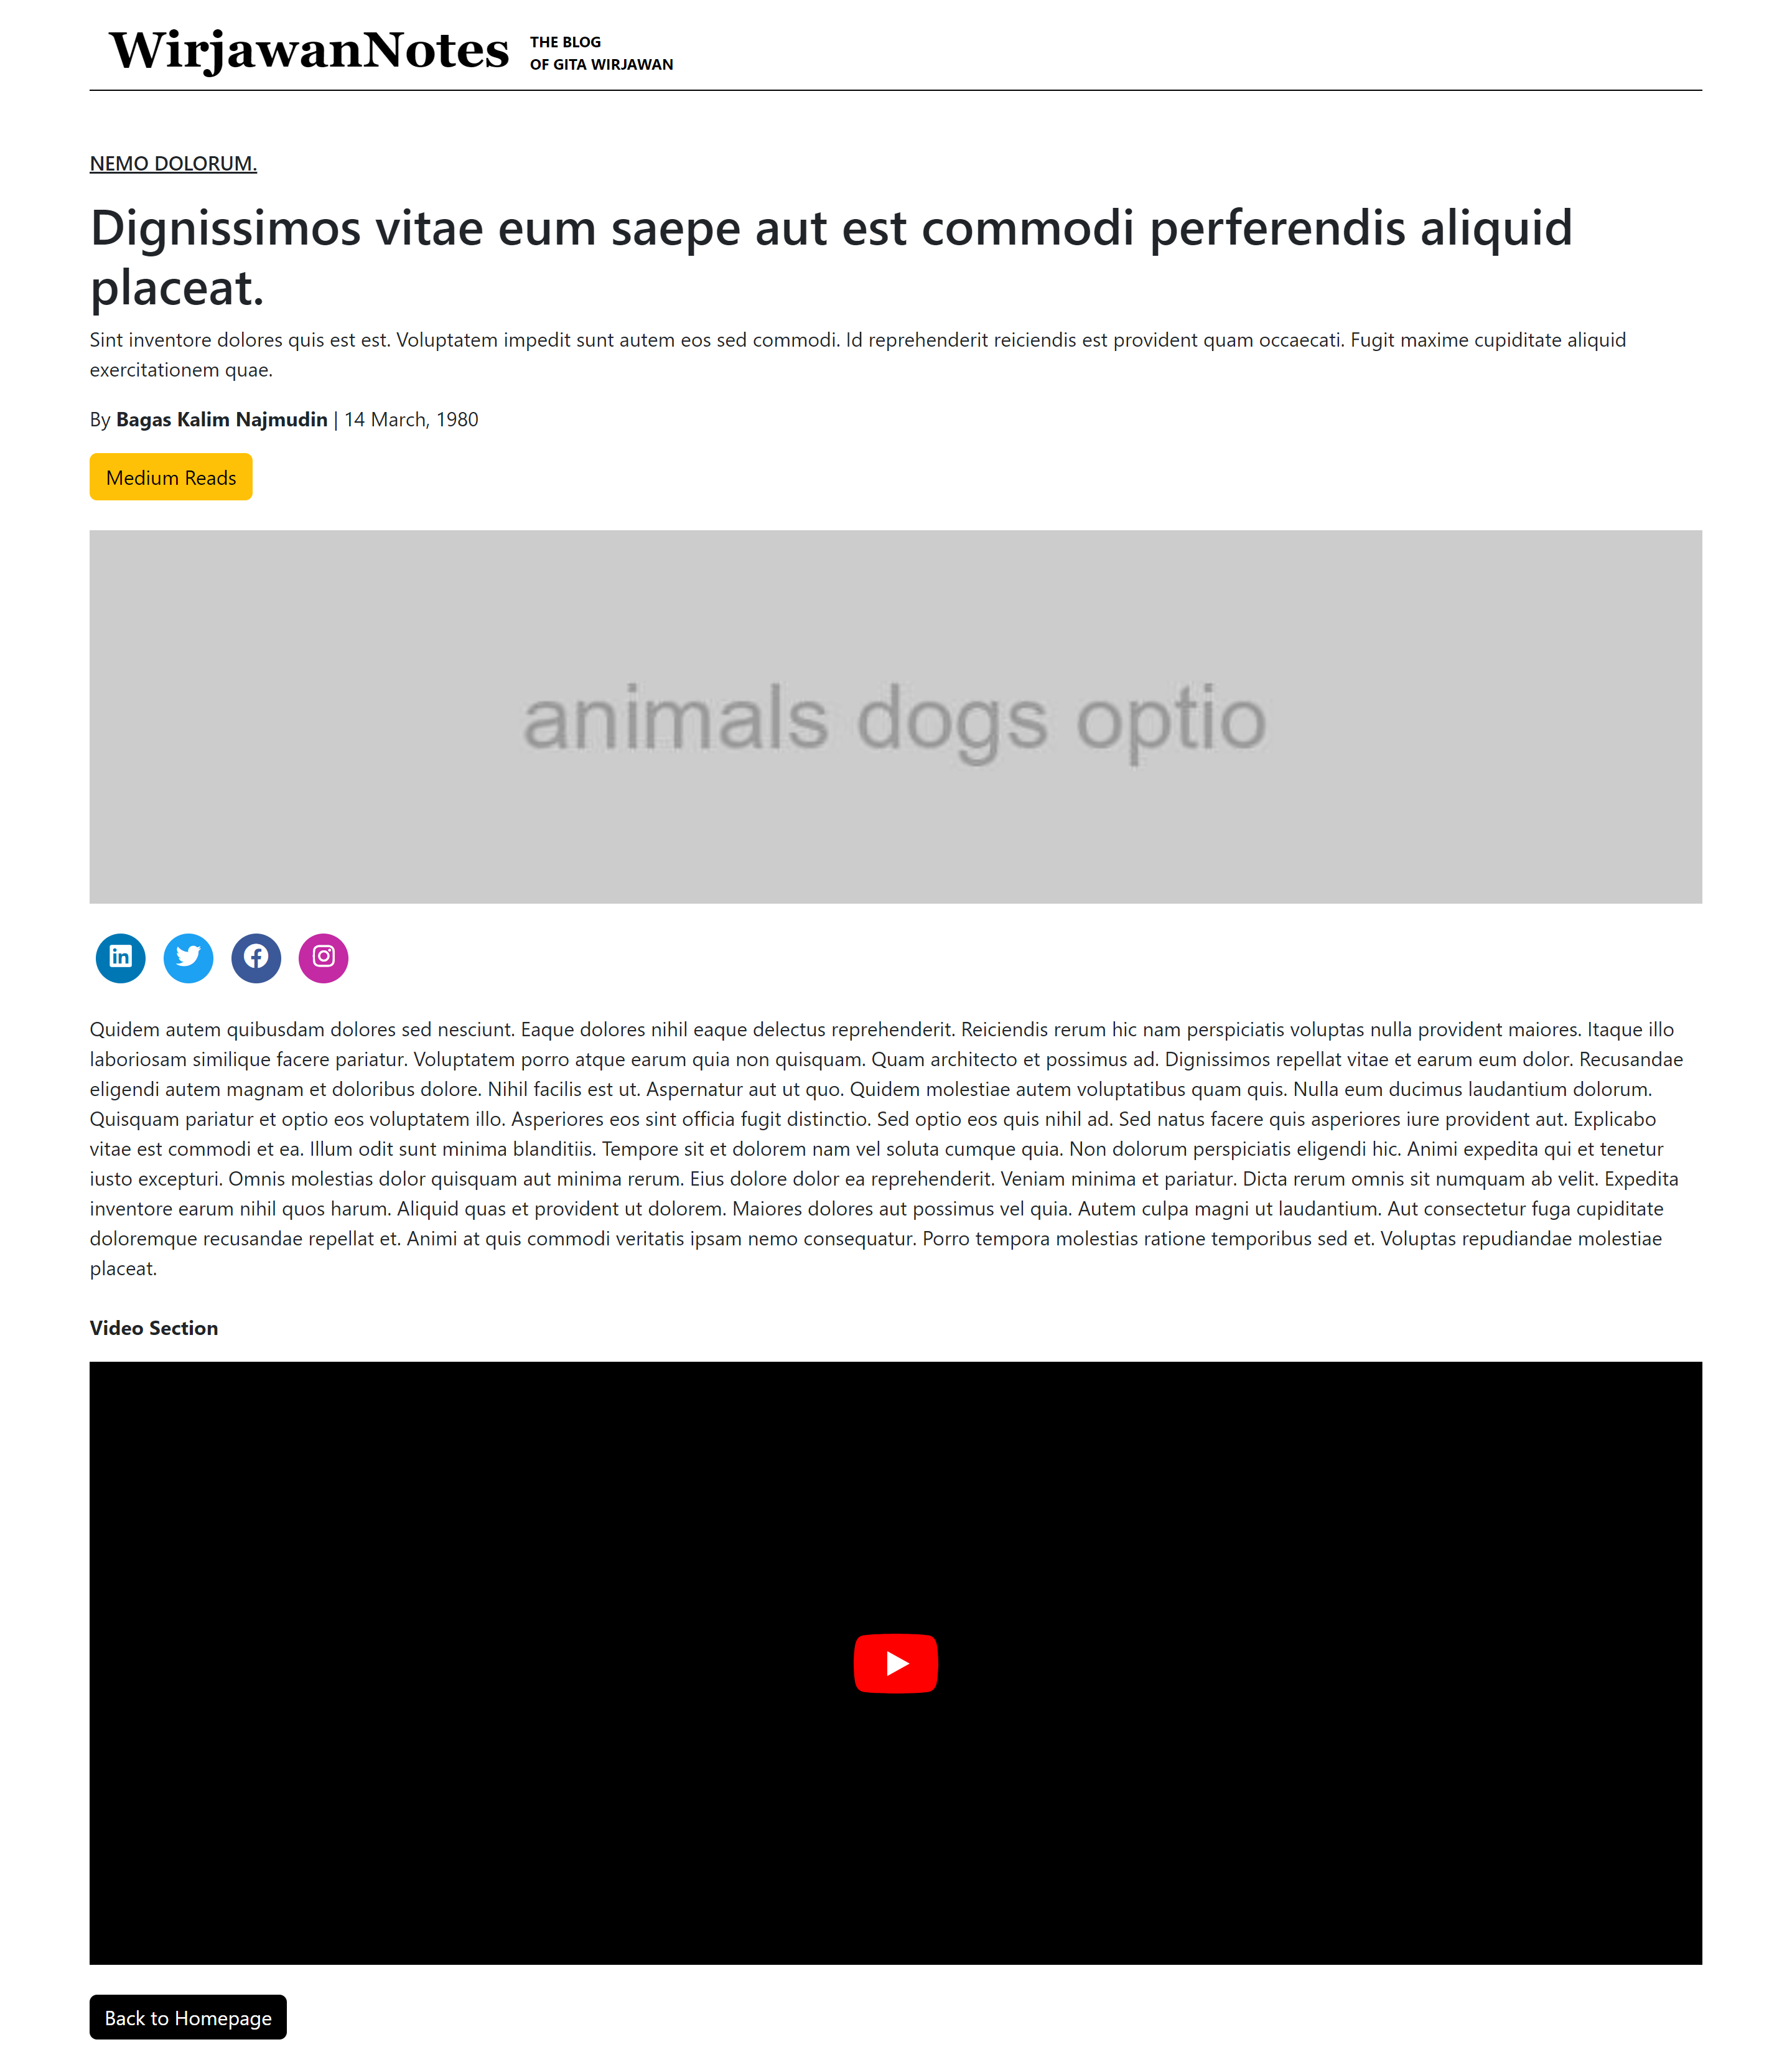 WirjawanNotes
THE BLOG
OF GITA WIRJAWAN
NEMO DOLORUM.
Dignissimos vitae eum saepe aut est commodi perferendis aliquid
placeat.
Sint inventore dolores quis est est. Voluptatem impedit sunt autem eos sed commodi. Id reprehenderit reiciendis est provident quam occaecati. Fugit maxime cupiditate aliquid
exercitationem quae.
By Bagas Kalim Najmudin | 14 March, 1980
Medium Reads
animals dogs optio
Quidem autem quibusdam dolores sed nesciunt. Eaque dolores nihil eaque delectus reprehenderit. Reiciendis rerum hic nam perspiciatis voluptas nulla provident maiores. Itaque illo
laboriosam similique facere pariatur. Voluptatem porro atque earum quia non quisquam. Quam architecto et possimus ad. Dignissimos repellat vitae et earum eum dolor. Recusandae
eligendi autem magnam et doloribus dolore. Nihil facilis est ut. Aspernatur aut ut quo. Quidem molestiae autem voluptatibus quam quis. Nulla eum ducimus laudantium dolorum.
Quisquam pariatur et optio eos voluptatem illo. Asperiores eos sint officia fugit distinctio. Sed optio eos quis nihil ad. Sed natus facere quis asperiores iure provident aut. Explicabo
vitae est commodi et ea. Illum odit sunt minima blanditiis. Tempore sit et dolorem nam vel soluta cumque quia. Non dolorum perspiciatis eligendi hic. Animi expedita qui et tenetur
iusto excepturi. Omnis molestias dolor quisquam aut minima rerum. Eius dolore dolor ea reprehenderit. Veniam minima et pariatur. Dicta rerum omnis sit numquam ab velit. Expedita
inventore earum nihil quos harum. Aliquid quas et provident ut dolorem. Maiores dolores aut possimus vel quia. Autem culpa magni ut laudantium. Aut consectetur fuga cupiditate
doloremque recusandae repellat et. Animi at quis commodi veritatis ipsam nemo consequatur. Porro tempora molestias ratione temporibus sed et. Voluptas repudiandae molestiae
placeat.
Video Section
Back to Homepage